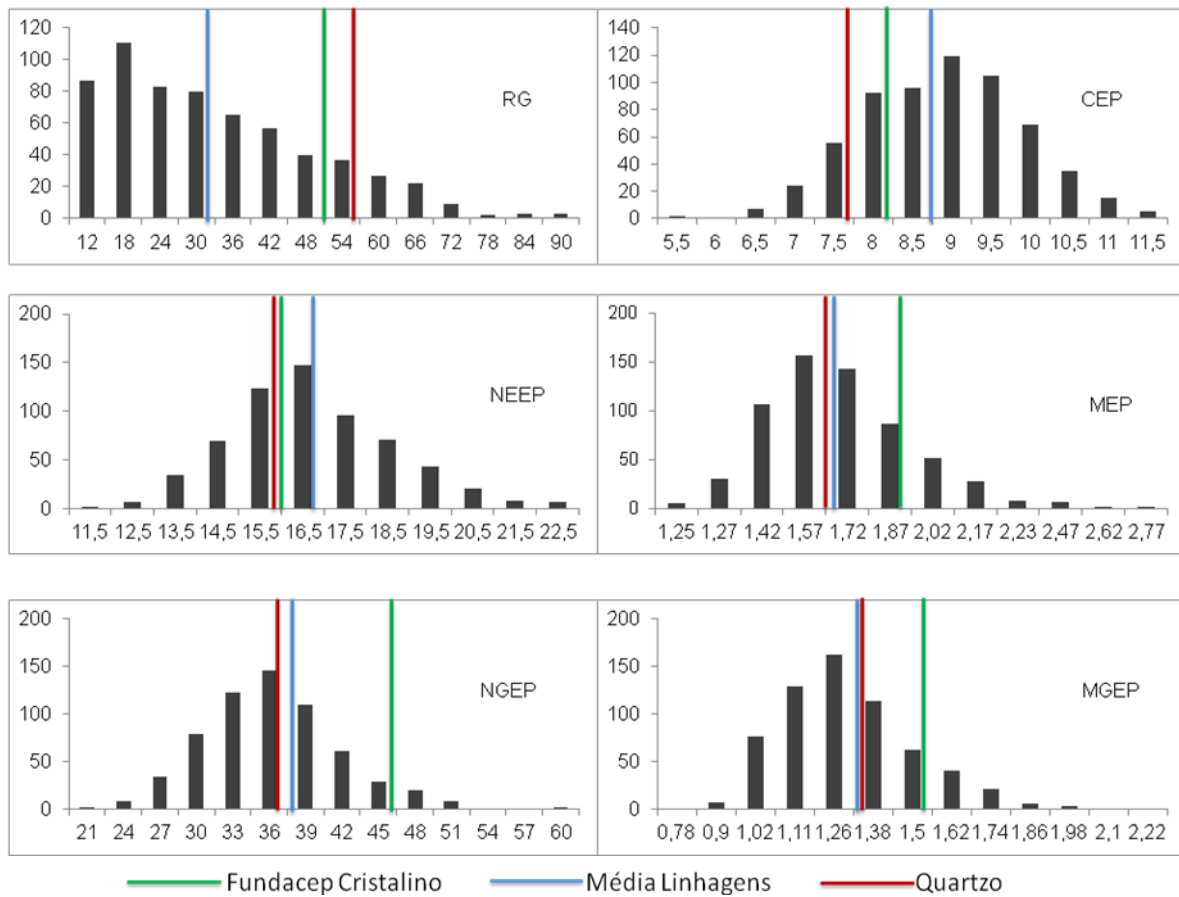 120
100
80
60
40
20
0
RG
12 18 24 30 36 42 48 54 60 66 72 78 84 90
140
120
100
80
60
40
20
0
CEP
5,5 6 6,5 7 7,5 8 8,5 9 9,5 10 10,5 11 11,5
200
150
100
50
0
NEEP
11,5 12,5 13,5 14,5 15,5 16,5 17,5 18,5 19,5 20,5 21,5 22,5
200
150
100
50
0
MEP
1,25 1,27 1,42 1,57 1,72 1,87 2,02 2,17 2,23 2,47 2,62 2,77
200
150
100
50
0
NGEP
21 24 27 30 33 36 39 42 45 48 51 54 57 60
200
150
100
50
0
MGEP
0,78 0,9 1,02 1,11 1,26 1,38 1,5 1,62 1,74 1,86 1,98 2,1 2,22
Fundacep Cristalino Média Linhagens Quartzo